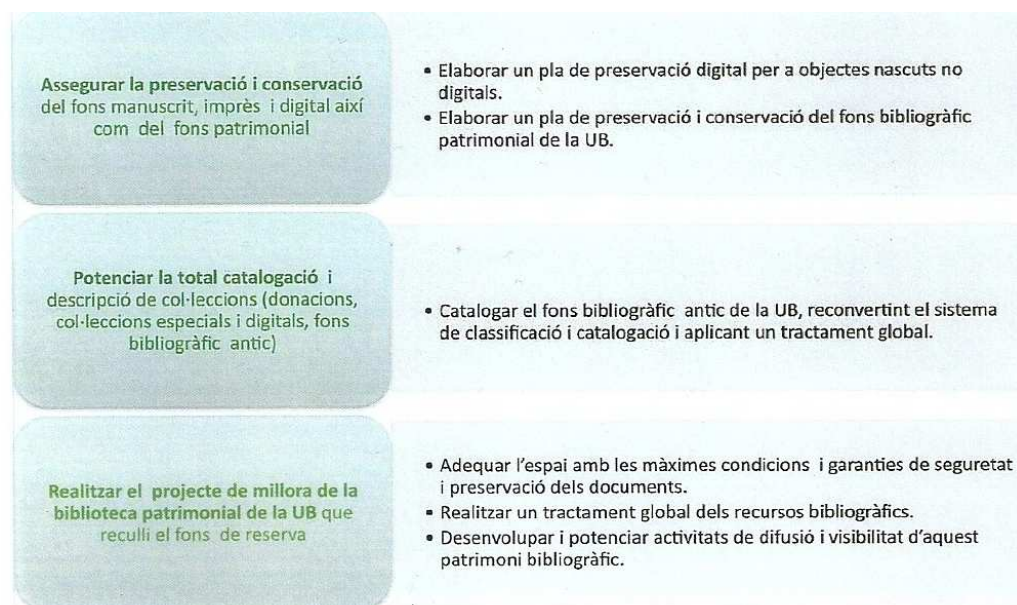 Assegurar la preservació i conservació
del fons manuscrit, imprès i digital així
com del fons patrimonial
• Elaborar un pla de preservació digital per a objectes nascuts no
digitals.
• Elaborar un pla de preservació i conservació del fons bibliogràfic
patrimonial de la UB.
Potenciar la total catalogació i
descripció de col·leccions (donacions,
col·leccions especials i digitals, fons
bibliogràfic antic)
• Catalogar el fons bibliogràfic antic de la UB, reconvertint el sistema
de classificació i catalogació i aplicant un tractament global.
Realitzar el projecte de millora de la
biblioteca patrimonial de la UB que
reculli el fons de reserva
• Adequar l'espai amb les màximes condicions i garanties de seguretat
i preservació dels documents.
• Realitzar un tractament global dels recursos bibliogràfics.
• Desenvolupar i potenciar activitats de difusió i visibilitat d'aquest
patrimoni bibliogràfic.